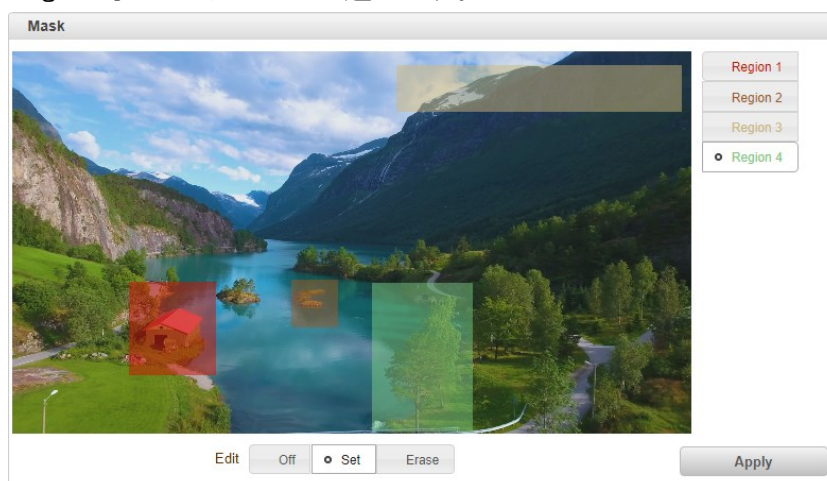 Mask
Region 1
Region 2
Region 3
Region 4
Edit Off Set Erase Apply